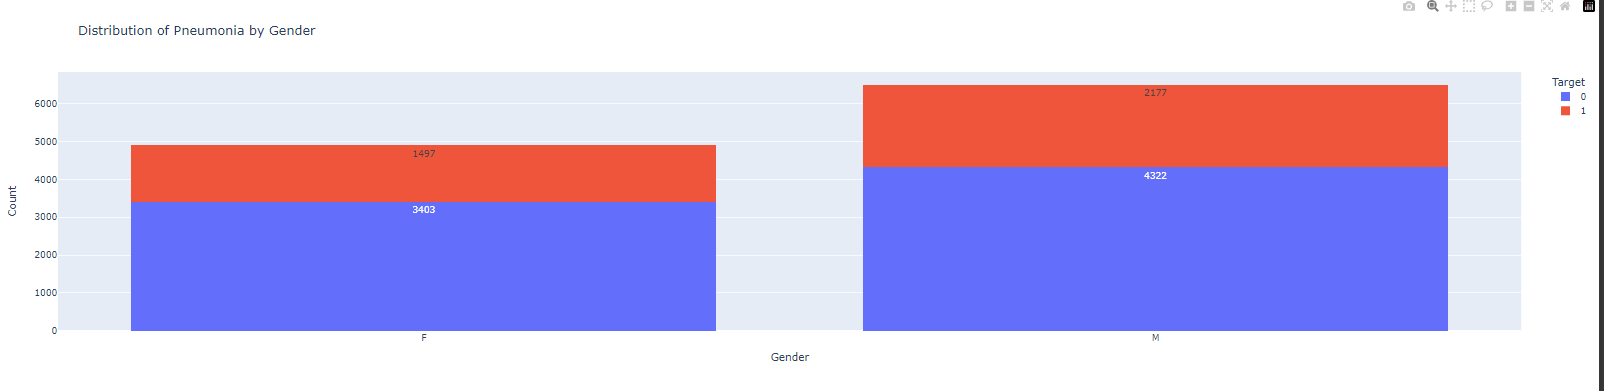 Distribution of Pneumonia by Gender
Target
0
1
6000
5000
4000
3000
2000
1000
0
Count
1497
3403
2177
4322
F
M
Gender